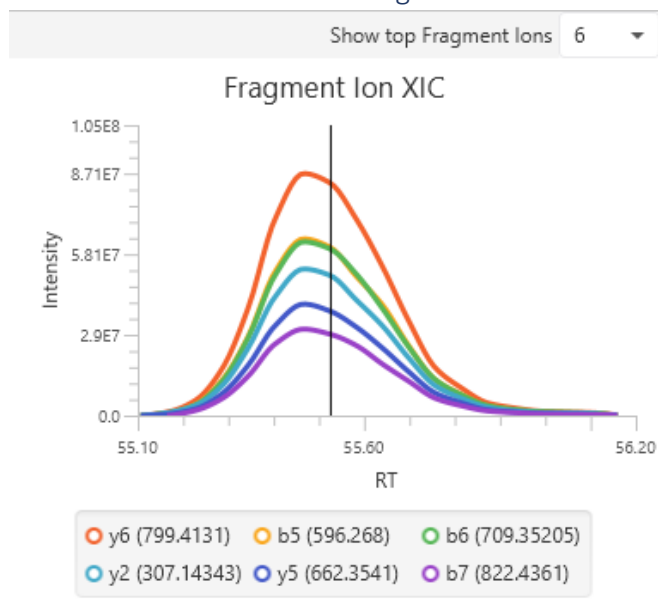 Show top Fragment Ions 6
Fragment Ion XIC
1.05E8
8.71E7
5.81E7
2.9E7
0.0
Intensity
55.10 55.60 56.20
RT
y6 (799.4131) b5 (596.268) b6 (709.35205)
y2 (307.14343) y5 (662.3541) b7 (822.4361)